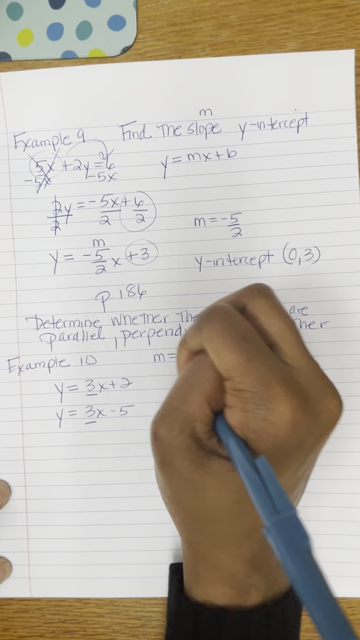 m
Example 9 Find The slope y-intercept
5x + 2y = 6 y = mx + b
-5x -5x
2y = -5x + 6
2 2 2
m = -5/2
m
y = -5/2 x +3 y-intercept (0,3)
p. 186
Determine whether The are
parallel, perpend
Example 10 m =
y = 3x + 2
y = 3x - 5